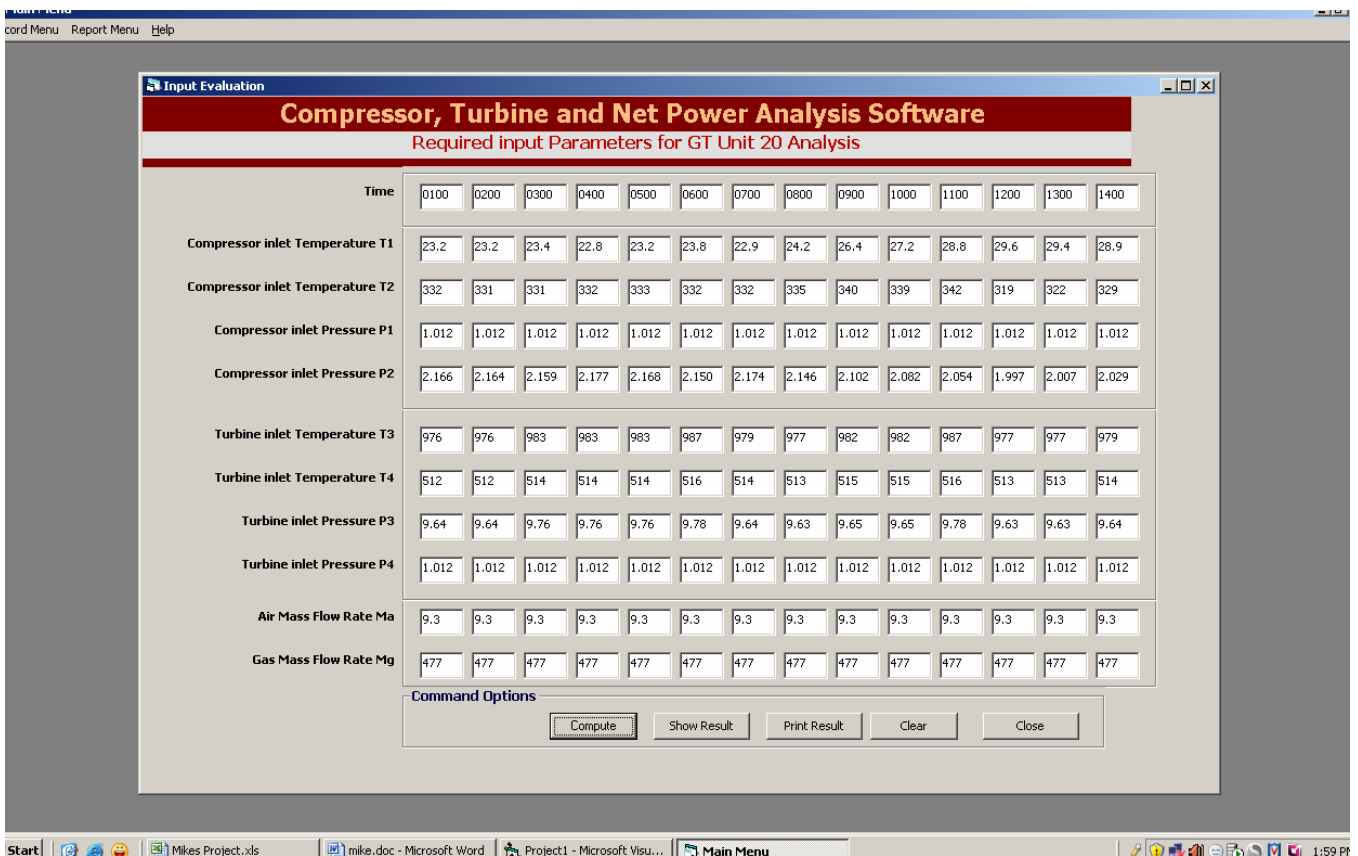 Main Menu
cord Menu Report Menu Help
Input Evaluation
Compressor, Turbine and Net Power Analysis Software
Required input Parameters for GT Unit 20 Analysis
Time 0100 0200 0300 0400 0500 0600 0700 0800 0900 1000 1100 1200 1300 1400
Compressor inlet Temperature T1 23.2 23.2 23.4 22.8 23.2 23.8 22.9 24.2 26.4 27.2 28.8 29.6 29.4 28.9
Compressor inlet Temperature T2 332 331 331 332 333 332 332 335 340 339 342 319 322 329
Compressor inlet Pressure P1 1.012 1.012 1.012 1.012 1.012 1.012 1.012 1.012 1.012 1.012 1.012 1.012 1.012 1.012
Compressor inlet Pressure P2 2.166 2.164 2.159 2.177 2.168 2.150 2.174 2.146 2.102 2.082 2.054 1.997 2.007 2.029
Turbine inlet Temperature T3 976 976 983 983 983 987 979 977 982 982 987 977 977 979
Turbine inlet Temperature T4 512 512 514 514 514 516 514 513 515 515 516 513 513 514
Turbine inlet Pressure P3 9.64 9.64 9.76 9.76 9.76 9.78 9.64 9.63 9.65 9.65 9.78 9.63 9.63 9.64
Turbine inlet Pressure P4 1.012 1.012 1.012 1.012 1.012 1.012 1.012 1.012 1.012 1.012 1.012 1.012 1.012 1.012
Air Mass Flow Rate Ma 9.3 9.3 9.3 9.3 9.3 9.3 9.3 9.3 9.3 9.3 9.3 9.3 9.3 9.3
Gas Mass Flow Rate Mg 477 477 477 477 477 477 477 477 477 477 477 477 477 477
Command Options
Compute Show Result Print Result Clear Close
Start Mikes Project.xls mike.doc - Microsoft Word Project1 - Microsoft Visu... Main Menu 1:59 PM